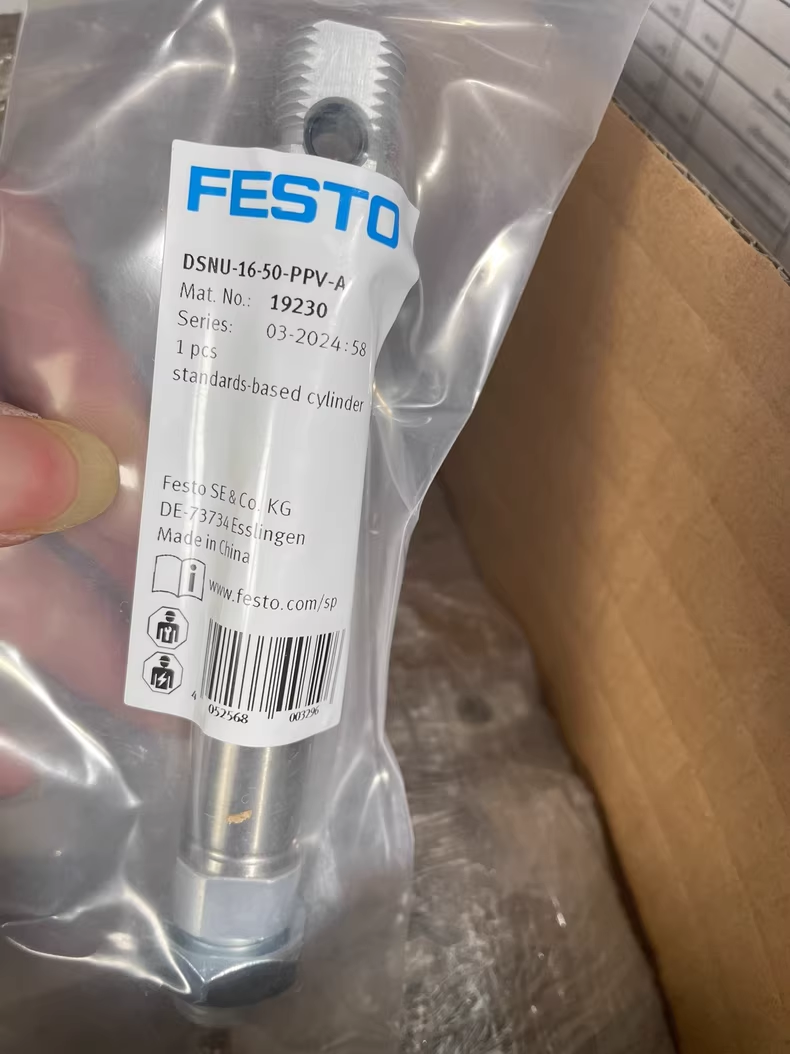 FESTO
DSNU-16-50-PPV-A
Mat. No.: 19230
Series: 03-2024:58
1 pcs
standards-based cylinder
Festo SE & Co. KG
DE-73734 Esslingen
Made in China
www.festo.com/sp
4 052568 003296